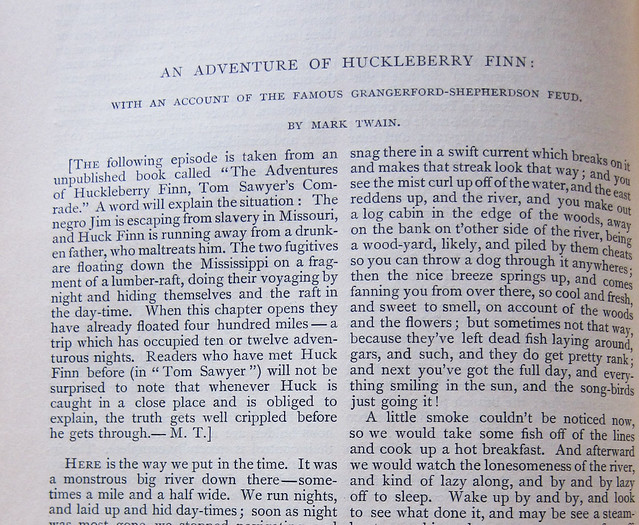 AN ADVENTURE OF HUCKLEBERRY FINN:
WITH AN ACCOUNT OF THE FAMOUS GRANGERFORD-SHEPHERDSON FEUD.
BY MARK TWAIN.
[THE following episode is taken from an
unpublished book called “The Adventures
of Huckleberry Finn, Tom Sawyer’s Com-
rade.” A word will explain the situation: The
negro Jim is escaping from slavery in Missouri,
and Huck Finn is running away from a drunk-
en father, who maltreats him. The two fugitives
are floating down the Mississippi on a frag-
ment of a lumber-raft, doing their voyaging by
night and hiding themselves and the raft in
the day-time. When this chapter opens they
have already floated four hundred miles — a
trip which has occupied ten or twelve adven-
turous nights. Readers who have met Huck
Finn before (in “Tom Sawyer”) will not be
surprised to note that whenever Huck is
caught in a close place and is obliged to
explain, the truth gets well crippled before
he gets through.— M. T.]
HERE is the way we put in the time. It was
a monstrous big river down there — some-
times a mile and a half wide. We run nights,
and laid up and hid day-times; soon as night
was most gone we stopped
snag there in a swift current which breaks on it
and makes that streak look that way; and you
see the mist curl up off of the water, and the east
reddens up, and the river, and you make out
a log cabin in the edge of the woods, away
on the bank on t’other side of the river, being
a wood-yard, likely, and piled by them cheats
so you can throw a dog through it anywheres;
then the nice breeze springs up, and comes
fanning you from over there, so cool and fresh,
and sweet to smell, on account of the woods
and the flowers; but sometimes not that way,
because they’ve left dead fish laying around,
gars, and such, and they do get pretty rank;
and next you’ve got the full day, and every-
thing smiling in the sun, and the song-birds
just going it!
A little smoke couldn’t be noticed now,
so we would take some fish off of the lines
and cook up a hot breakfast. And afterward
we would watch the lonesomeness of the river,
and kind of lazy along, and by and by lazy
off to sleep. Wake up by and by, and look
to see what done it, and may be see a steam-